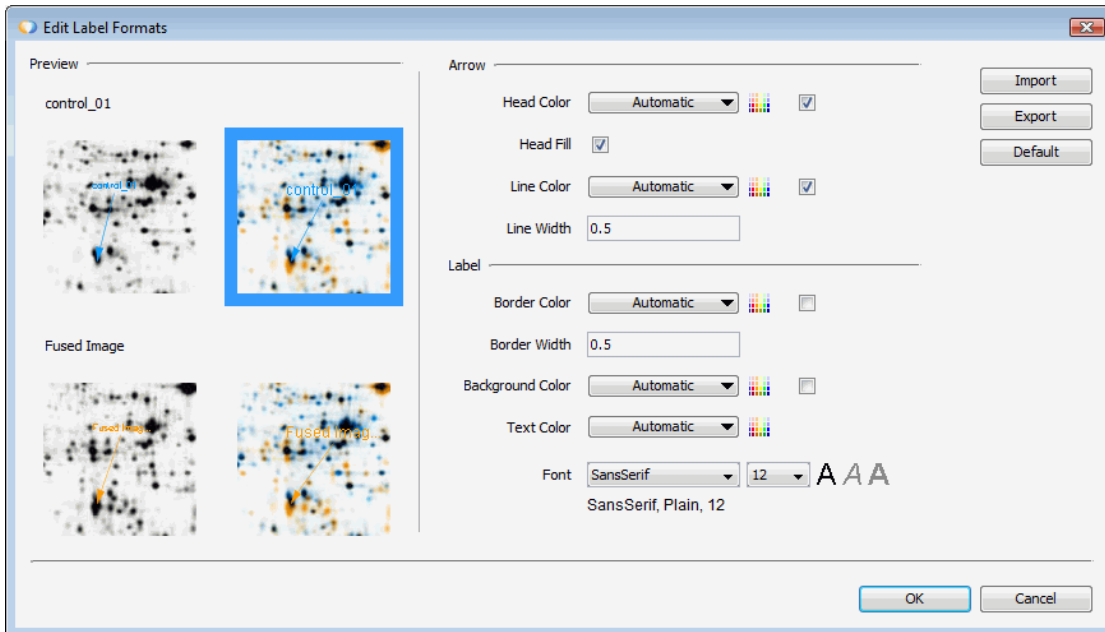 Edit Label Formats
Preview
control_01
control_01
control_01
Fused Image
Fused Imag...
Fused Imag...
Arrow
Head Color Automatic
Head Fill
Line Color Automatic
Line Width 0.5
Label
Border Color Automatic
Border Width 0.5
Background Color Automatic
Text Color Automatic
Font SansSerif 12 A A A
SansSerif, Plain, 12
Import
Export
Default
OK Cancel